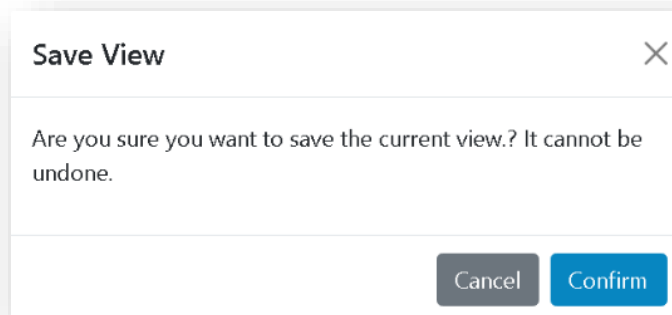 Save View
Are you sure you want to save the current view.? It cannot be
undone.
Cancel
Confirm